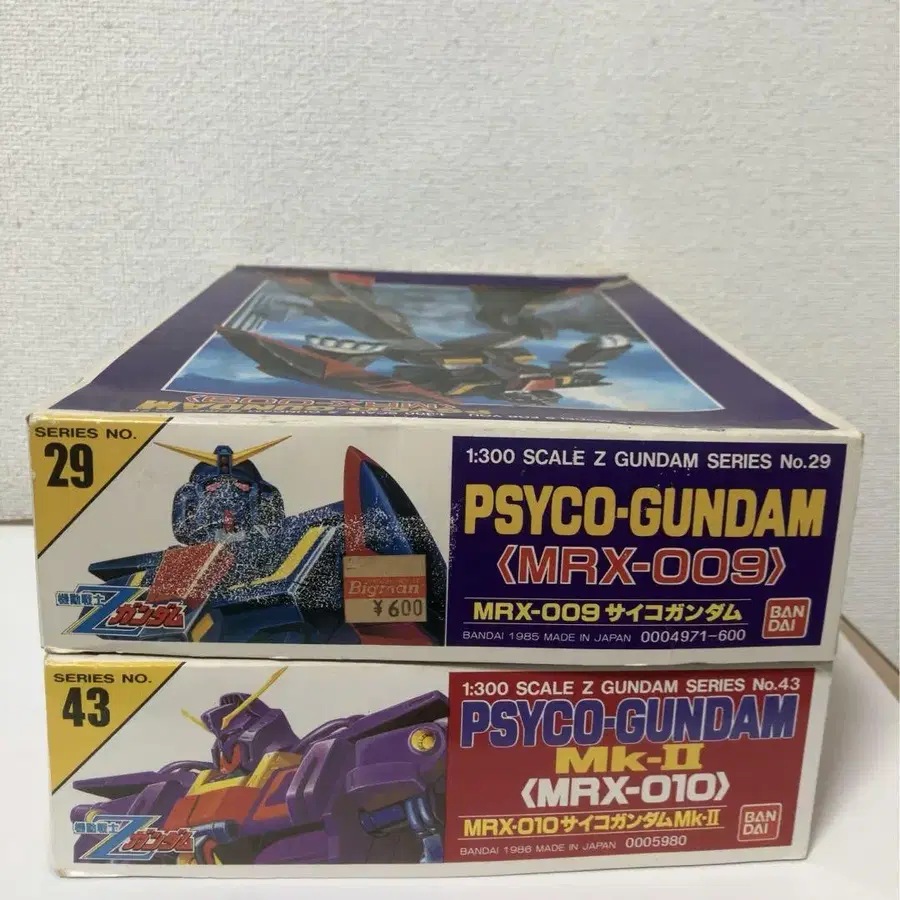 SERIES NO.
29
機動戦士
Zガンダム
Bigman
¥600
1:300 SCALE Z GUNDAM SERIES No.29
PSYCO-GUNDAM
〈MRX-009〉
MRX-009 サイコガンダム
BANDAI 1985 MADE IN JAPAN 0004971-600
BAN
DAI
SERIES NO.
43
機動戦士
Zガンダム
1:300 SCALE Z GUNDAM SERIES No.43
PSYCO-GUNDAM
Mk-II
〈MRX-010〉
MRX-010 サイコガンダムMk-II
BANDAI 1986 MADE IN JAPAN 0005980
BAN
DAI